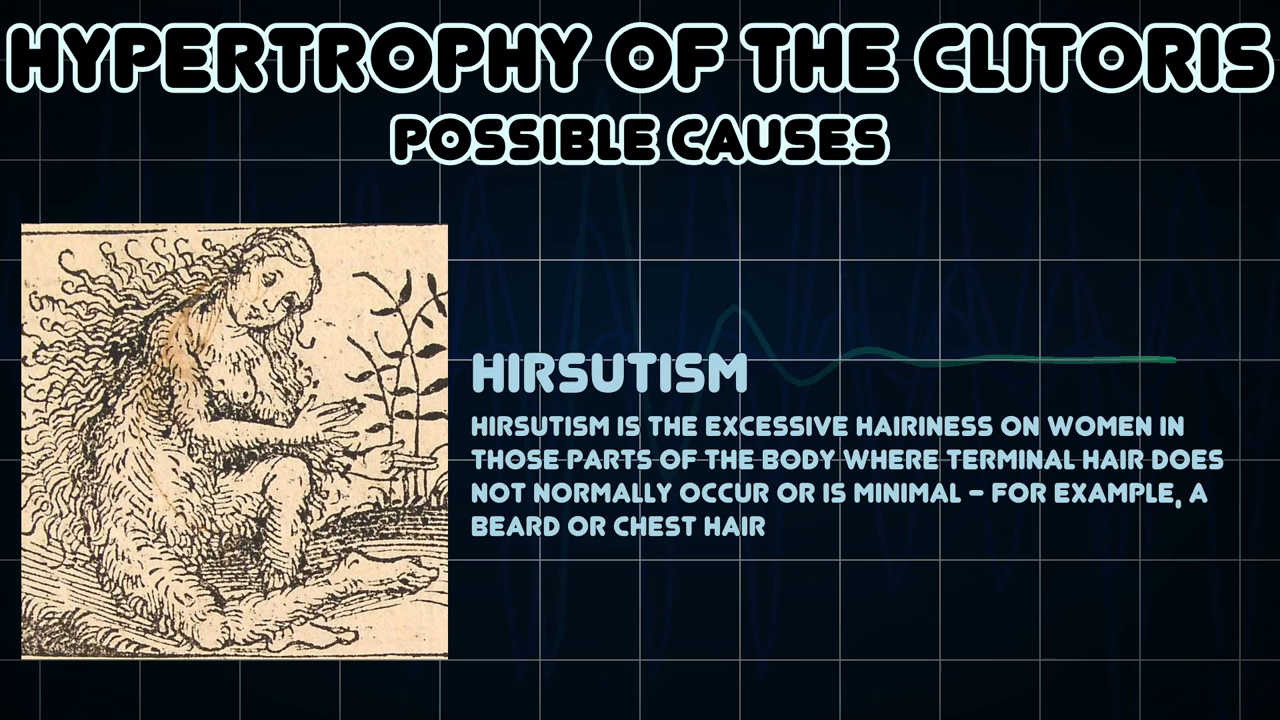 HYPERTROPHY OF THE CLITORIS
POSSIBLE CAUSES
HIRSUTISM
HIRSUTISM IS THE EXCESSIVE HAIRINESS ON WOMEN IN
THOSE PARTS OF THE BODY WHERE TERMINAL HAIR DOES
NOT NORMALLY OCCUR OR IS MINIMAL – FOR EXAMPLE, A
BEARD OR CHEST HAIR